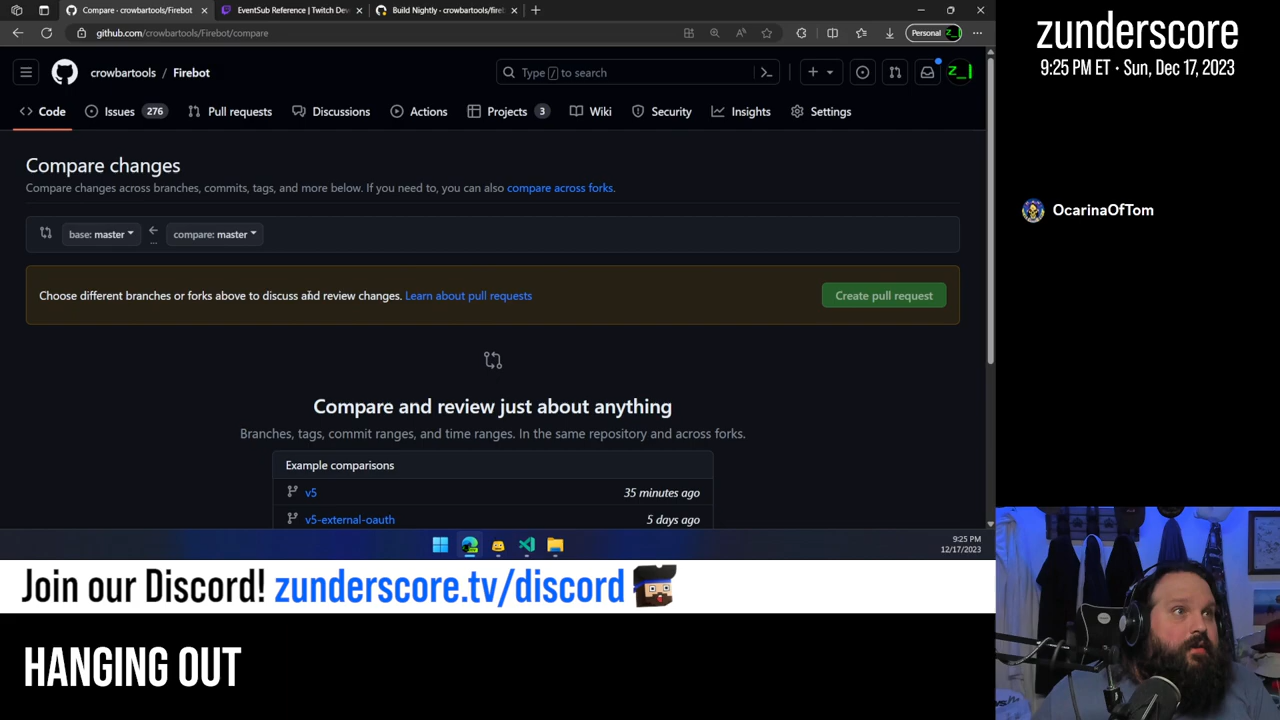 Compare · crowbartools/Firebot
EventSub Reference | Twitch Dev
Build Nightly · crowbartools/fireb
github.com/crowbartools/Firebot/compare
Personal
crowbartools / Firebot
Type / to search
Code
Issues 276
Pull requests
Discussions
Actions
Projects 3
Wiki
Security
Insights
Settings
Compare changes
Compare changes across branches, commits, tags, and more below. If you need to, you can also compare across forks.
base: master
...
compare: master
Choose different branches or forks above to discuss and review changes. Learn about pull requests
Create pull request
Compare and review just about anything
Branches, tags, commit ranges, and time ranges. In the same repository and across forks.
Example comparisons
v5 35 minutes ago
v5-external-oauth 5 days ago
9:25 PM
12/17/2023
Join our Discord! zunderscore.tv/discord
HANGING OUT
zunderscore
9:25 PM ET · Sun, Dec 17, 2023
OcarinaOfTom